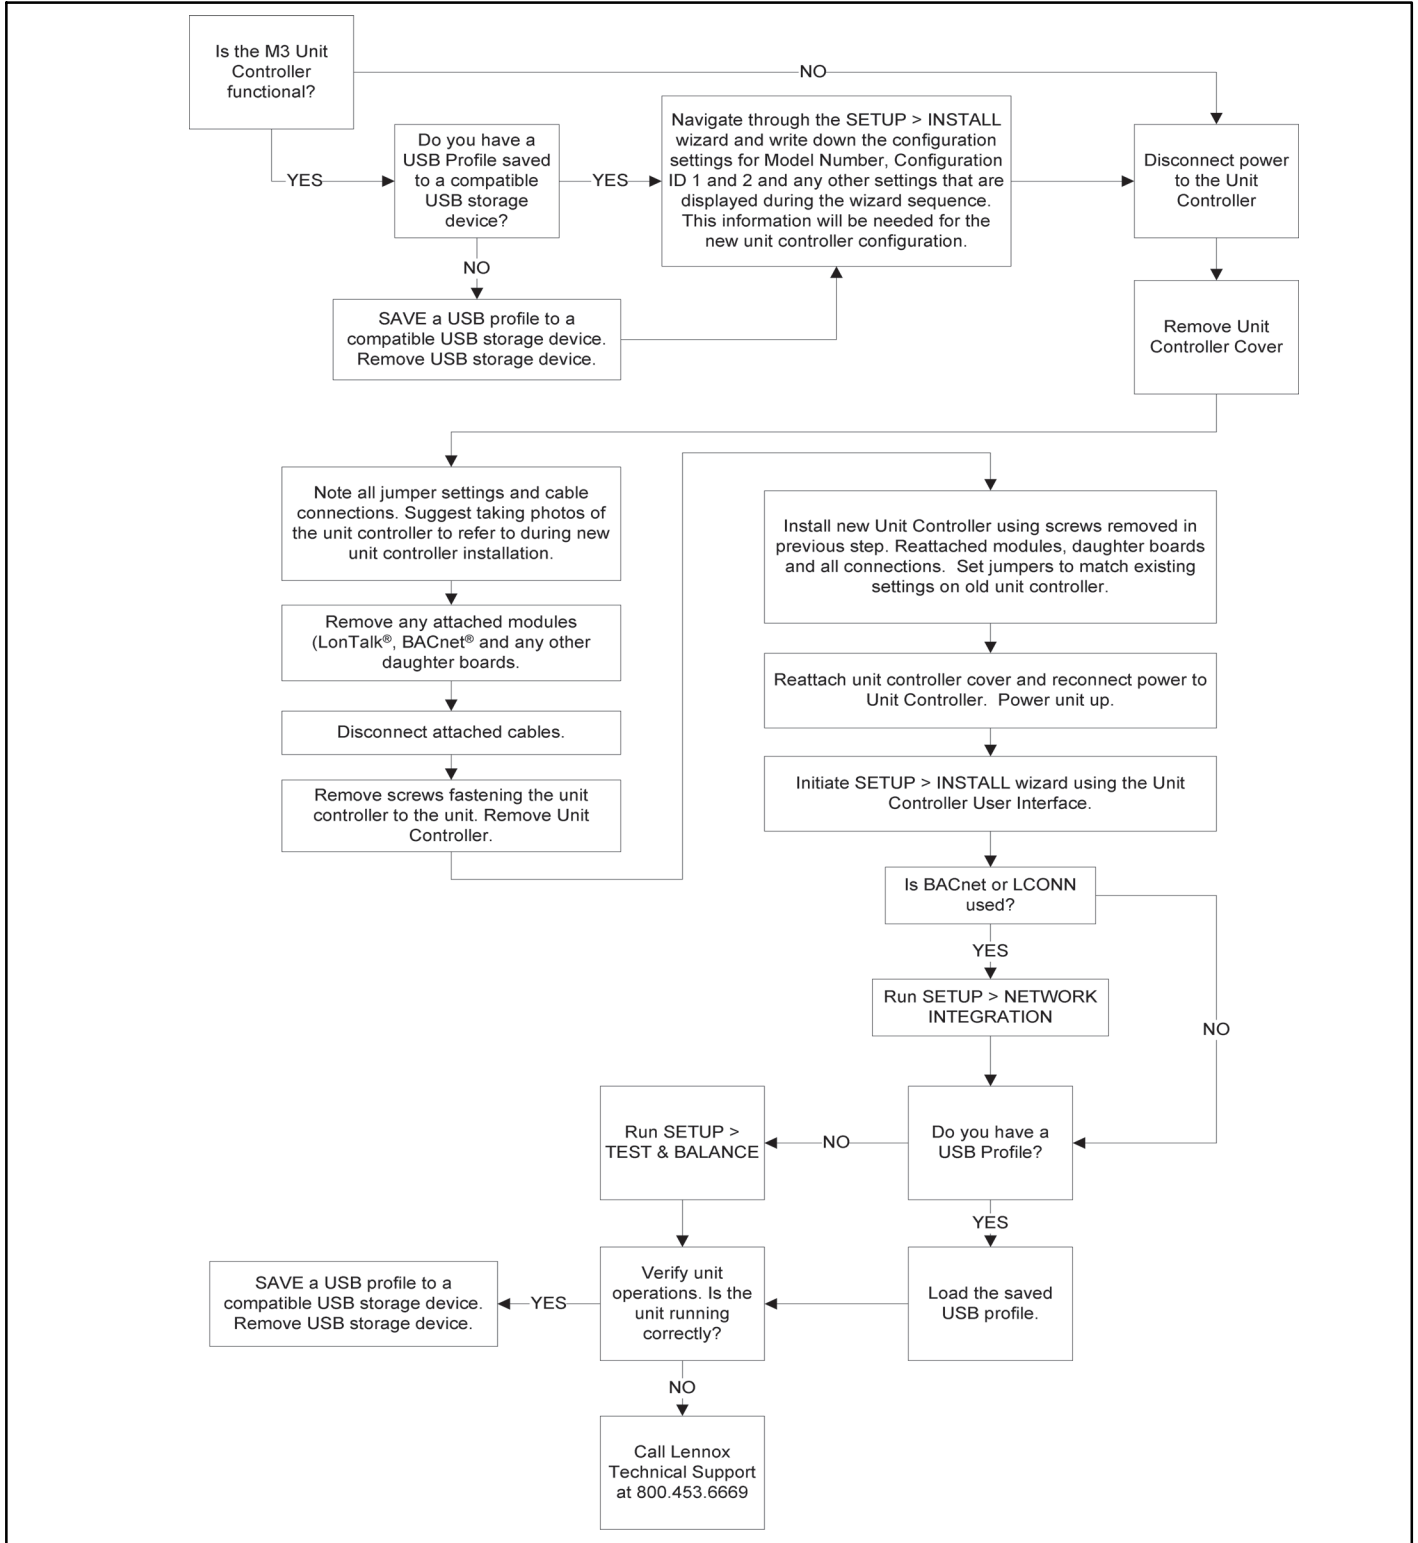 Is the M3 Unit
Controller
functional?
NO
YES
Do you have a
USB Profile saved
to a compatible
USB storage
device?
YES
NO
Navigate through the SETUP > INSTALL
wizard and write down the configuration
settings for Model Number, Configuration
ID 1 and 2 and any other settings that are
displayed during the wizard sequence.
This information will be needed for the
new unit controller configuration.
Disconnect power
to the Unit
Controller
SAVE a USB profile to a
compatible USB storage device.
Remove USB storage device.
Remove Unit
Controller Cover
Note all jumper settings and cable
connections. Suggest taking photos of
the unit controller to refer to during new
unit controller installation.
Remove any attached modules
(LonTalk®, BACnet® and any other
daughter boards.
Disconnect attached cables.
Remove screws fastening the unit
controller to the unit. Remove Unit
Controller.
Install new Unit Controller using screws removed in
previous step. Reattached modules, daughter boards
and all connections.  Set jumpers to match existing
settings on old unit controller.
Reattach unit controller cover and reconnect power to
Unit Controller.  Power unit up.
Initiate SETUP > INSTALL wizard using the Unit
Controller User Interface.
Is BACnet or LCONN
used?
YES
NO
Run SETUP > NETWORK
INTEGRATION
Do you have a
USB Profile?
NO
YES
Run SETUP >
TEST & BALANCE
Load the saved
USB profile.
Verify unit
operations. Is the
unit running
correctly?
YES
NO
SAVE a USB profile to a
compatible USB storage device.
Remove USB storage device.
Call Lennox
Technical Support
at 800.453.6669